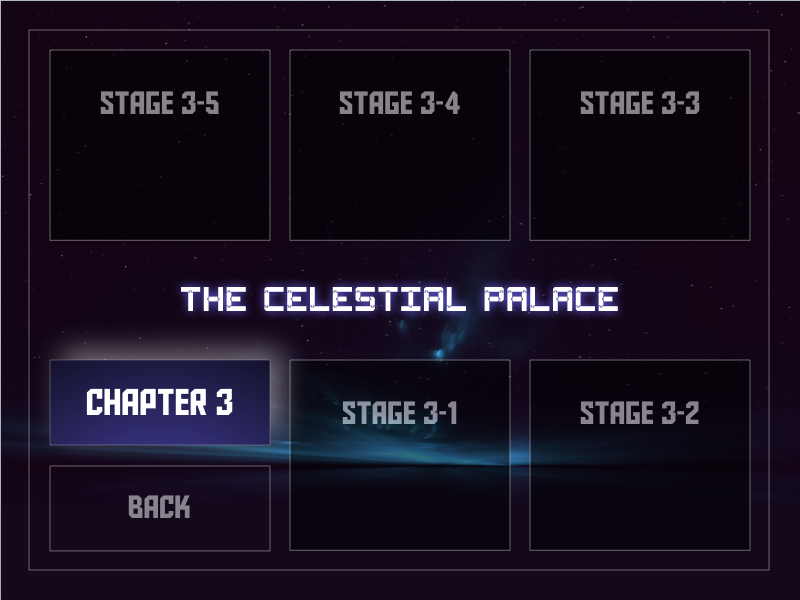 STAGE 3-5
STAGE 3-4
STAGE 3-3
THE CELESTIAL PALACE
CHAPTER 3
STAGE 3-1
STAGE 3-2
BACK